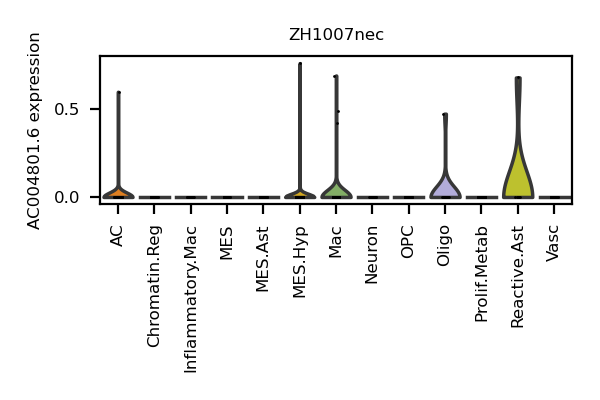 ZH1007nec
AC004801.6 expression
0.5
0.0
AC
Chromatin.Reg
Inflammatory.Mac
MES
MES.Ast
MES.Hyp
Mac
Neuron
OPC
Oligo
Prolif.Metab
Reactive.Ast
Vasc